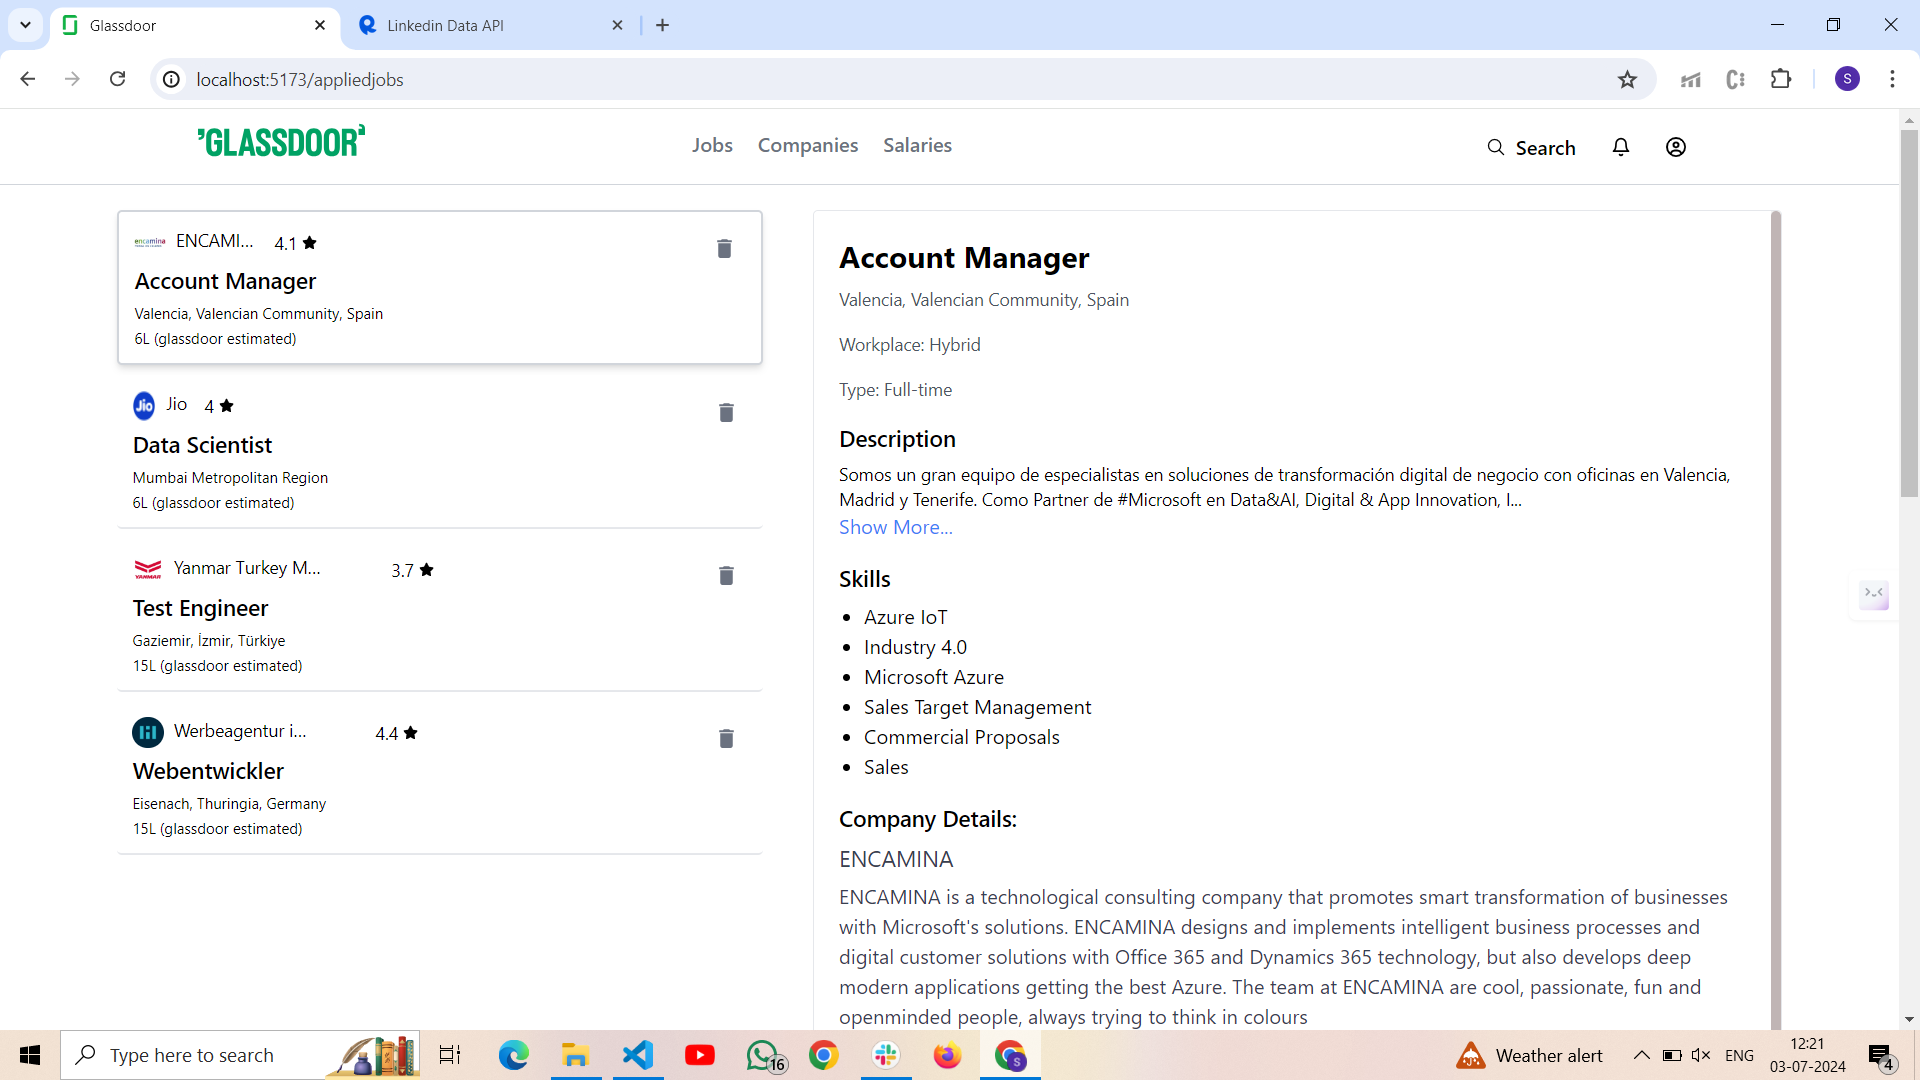 Glassdoor
Linkedin Data API
localhost:5173/appliedjobs
S
GLASSDOOR
Jobs
Companies
Salaries
Search
encamina
ENCAMI...
4.1
Account Manager
Valencia, Valencian Community, Spain
6L (glassdoor estimated)
Jio
Jio
4
Data Scientist
Mumbai Metropolitan Region
6L (glassdoor estimated)
YANMAR
Yanmar Turkey M...
3.7
Test Engineer
Gaziemir, İzmir, Türkiye
15L (glassdoor estimated)
Werbeagentur i...
4.4
Webentwickler
Eisenach, Thuringia, Germany
15L (glassdoor estimated)
Account Manager
Valencia, Valencian Community, Spain
Workplace: Hybrid
Type: Full-time
Description
Somos un gran equipo de especialistas en soluciones de transformación digital de negocio con oficinas en Valencia,
Madrid y Tenerife. Como Partner de #Microsoft en Data&AI, Digital & App Innovation, I...
Show More...
Skills
Azure IoT
Industry 4.0
Microsoft Azure
Sales Target Management
Commercial Proposals
Sales
Company Details:
ENCAMINA
ENCAMINA is a technological consulting company that promotes smart transformation of businesses
with Microsoft's solutions. ENCAMINA designs and implements intelligent business processes and
digital customer solutions with Office 365 and Dynamics 365 technology, but also develops deep
modern applications getting the best Azure. The team at ENCAMINA are cool, passionate, fun and
openminded people, always trying to think in colours
Type here to search
16
S
Weather alert
ENG
12:21
03-07-2024
4